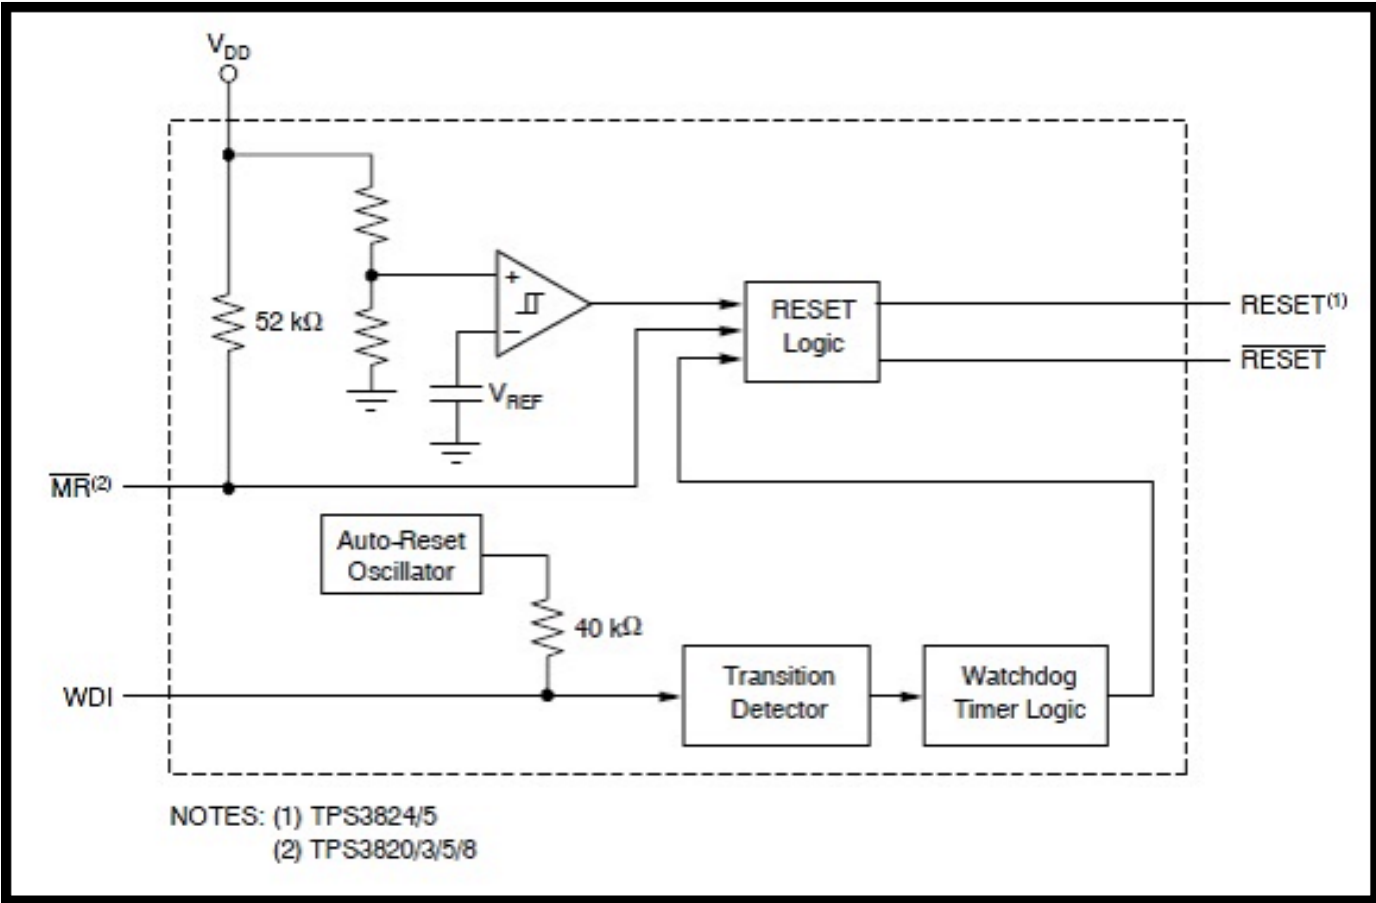 VDD
52 kΩ
+
−
VREF
RESET
Logic
RESET(1)
RESET
MR(2)
Auto-Reset
Oscillator
40 kΩ
WDI
Transition
Detector
Watchdog
Timer Logic
NOTES: (1) TPS3824/5
(2) TPS3820/3/5/8